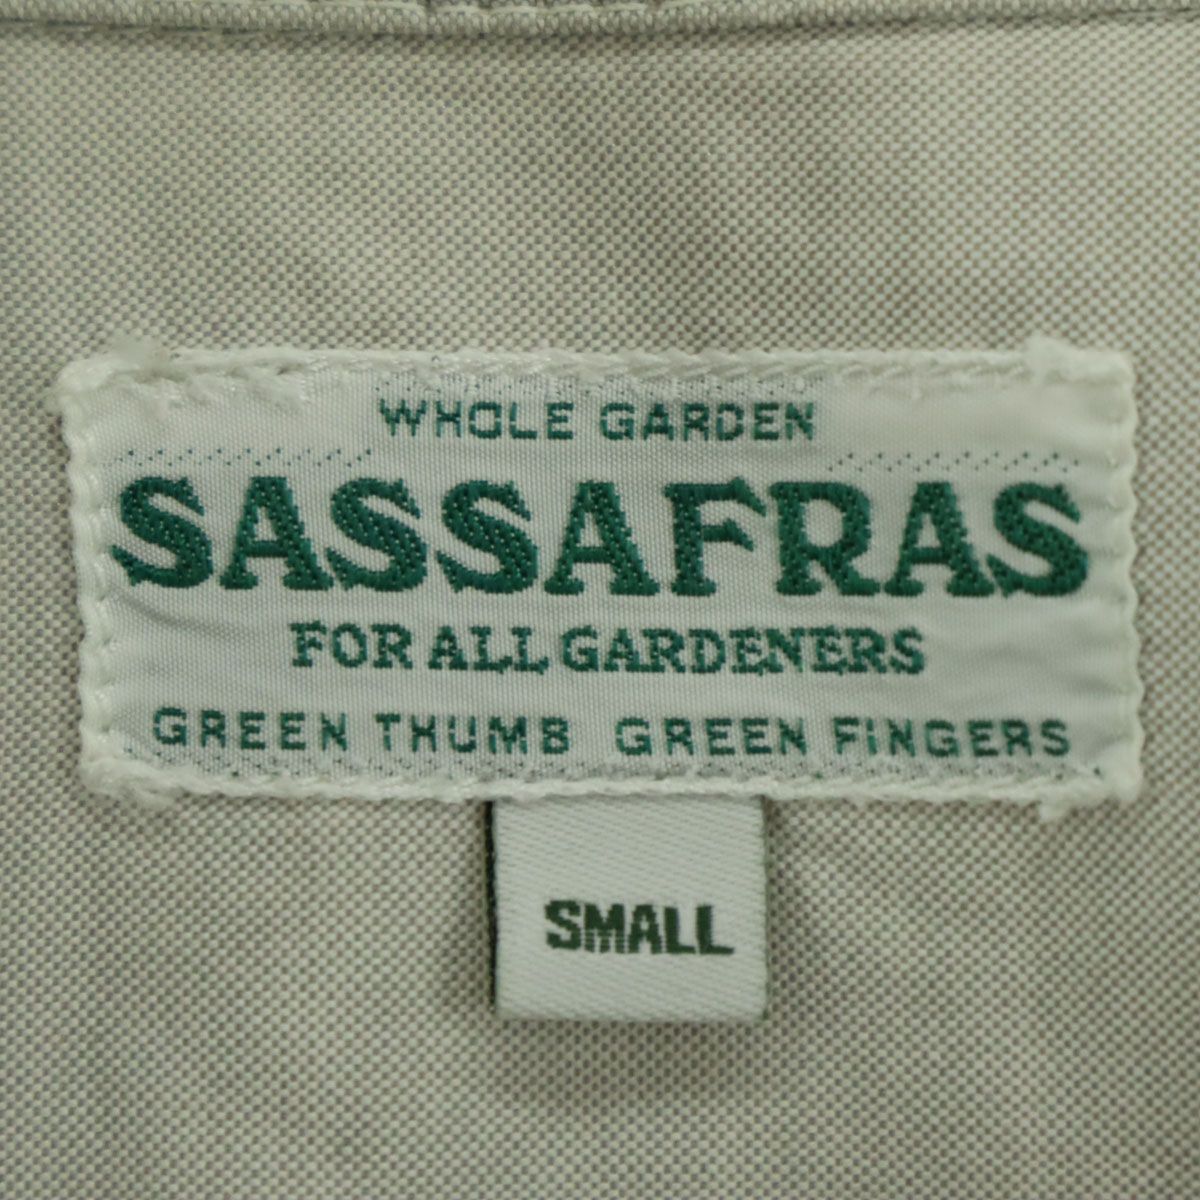 WHOLE GARDEN
SASSAFRAS
FOR ALL GARDENERS
GREEN THUMB GREEN FiNGERS
SMALL